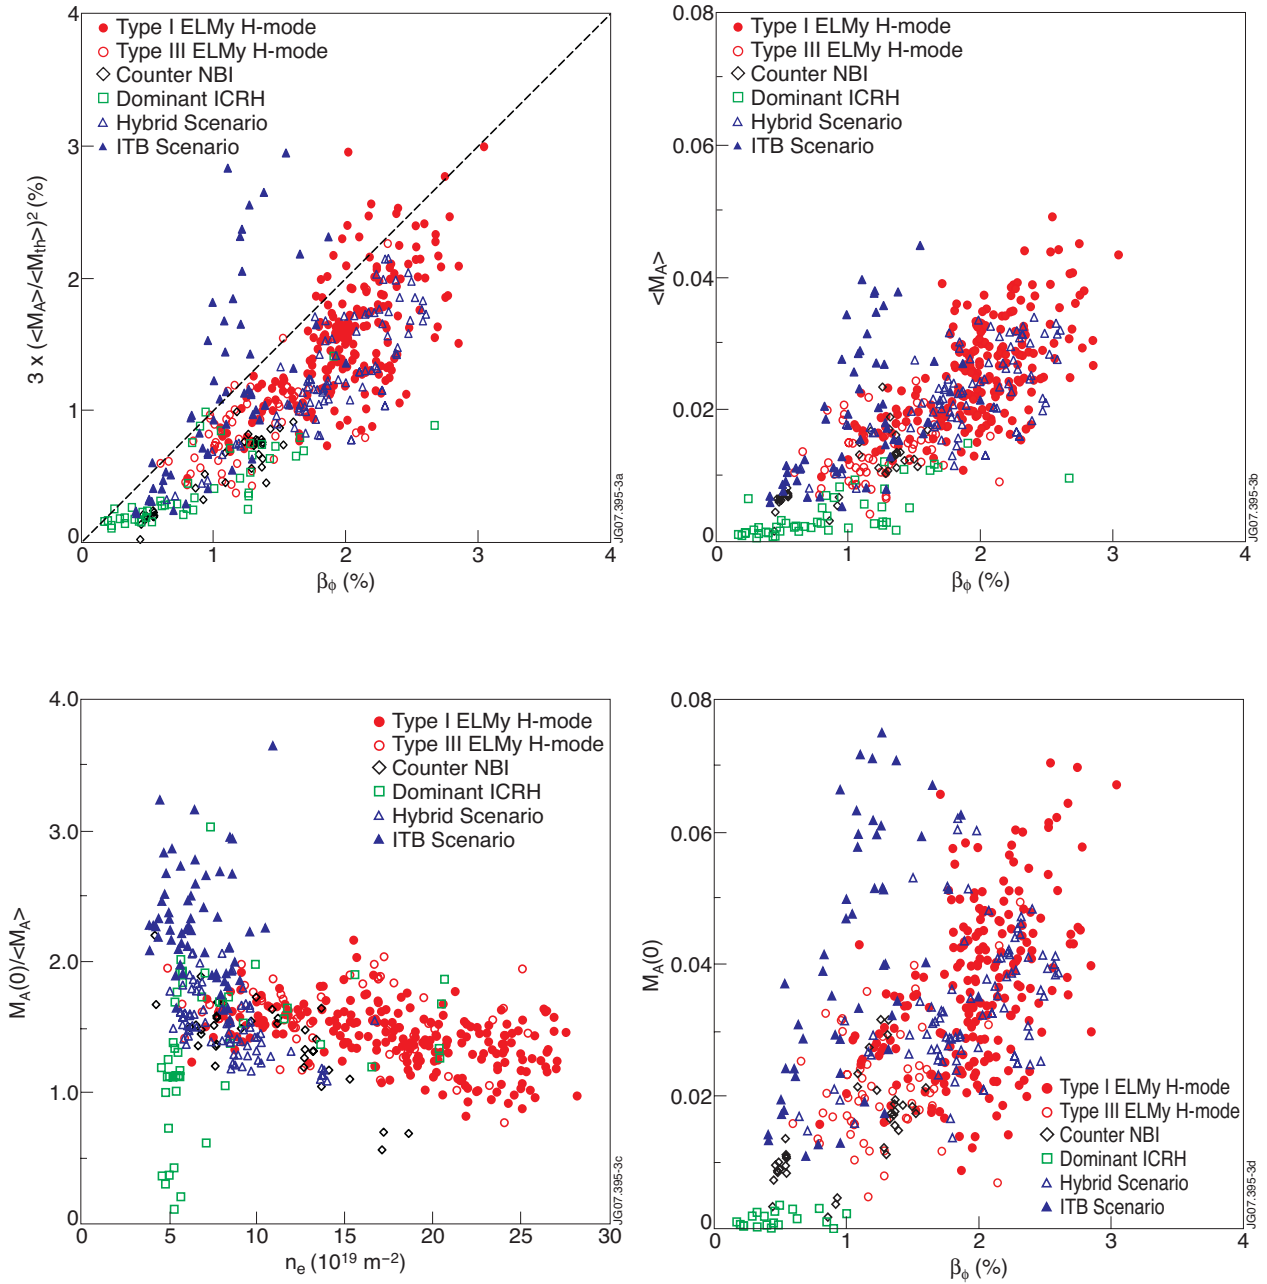 4
3
2
1
0
0
1
2
3
4
3 x (<M_A>/<M_th>)² (%)
β_ϕ (%)
Type I ELMy H-mode
Type III ELMy H-mode
Counter NBI
Dominant ICRH
Hybrid Scenario
ITB Scenario
JG07.395-3a
0.08
0.06
0.04
0.02
0
0
1
2
3
4
<M_A>
β_ϕ (%)
Type I ELMy H-mode
Type III ELMy H-mode
Counter NBI
Dominant ICRH
Hybrid Scenario
ITB Scenario
JG07.395-3b
4.0
3.0
2.0
1.0
0
0
5
10
15
20
25
30
M_A(0)/<M_A>
n_e (10¹⁹ m⁻²)
Type I ELMy H-mode
Type III ELMy H-mode
Counter NBI
Dominant ICRH
Hybrid Scenario
ITB Scenario
JG07.395-3c
0.08
0.06
0.04
0.02
0
0
1
2
3
4
M_A(0)
β_ϕ (%)
Type I ELMy H-mode
Type III ELMy H-mode
Counter NBI
Dominant ICRH
Hybrid Scenario
ITB Scenario
JG07.395-3d